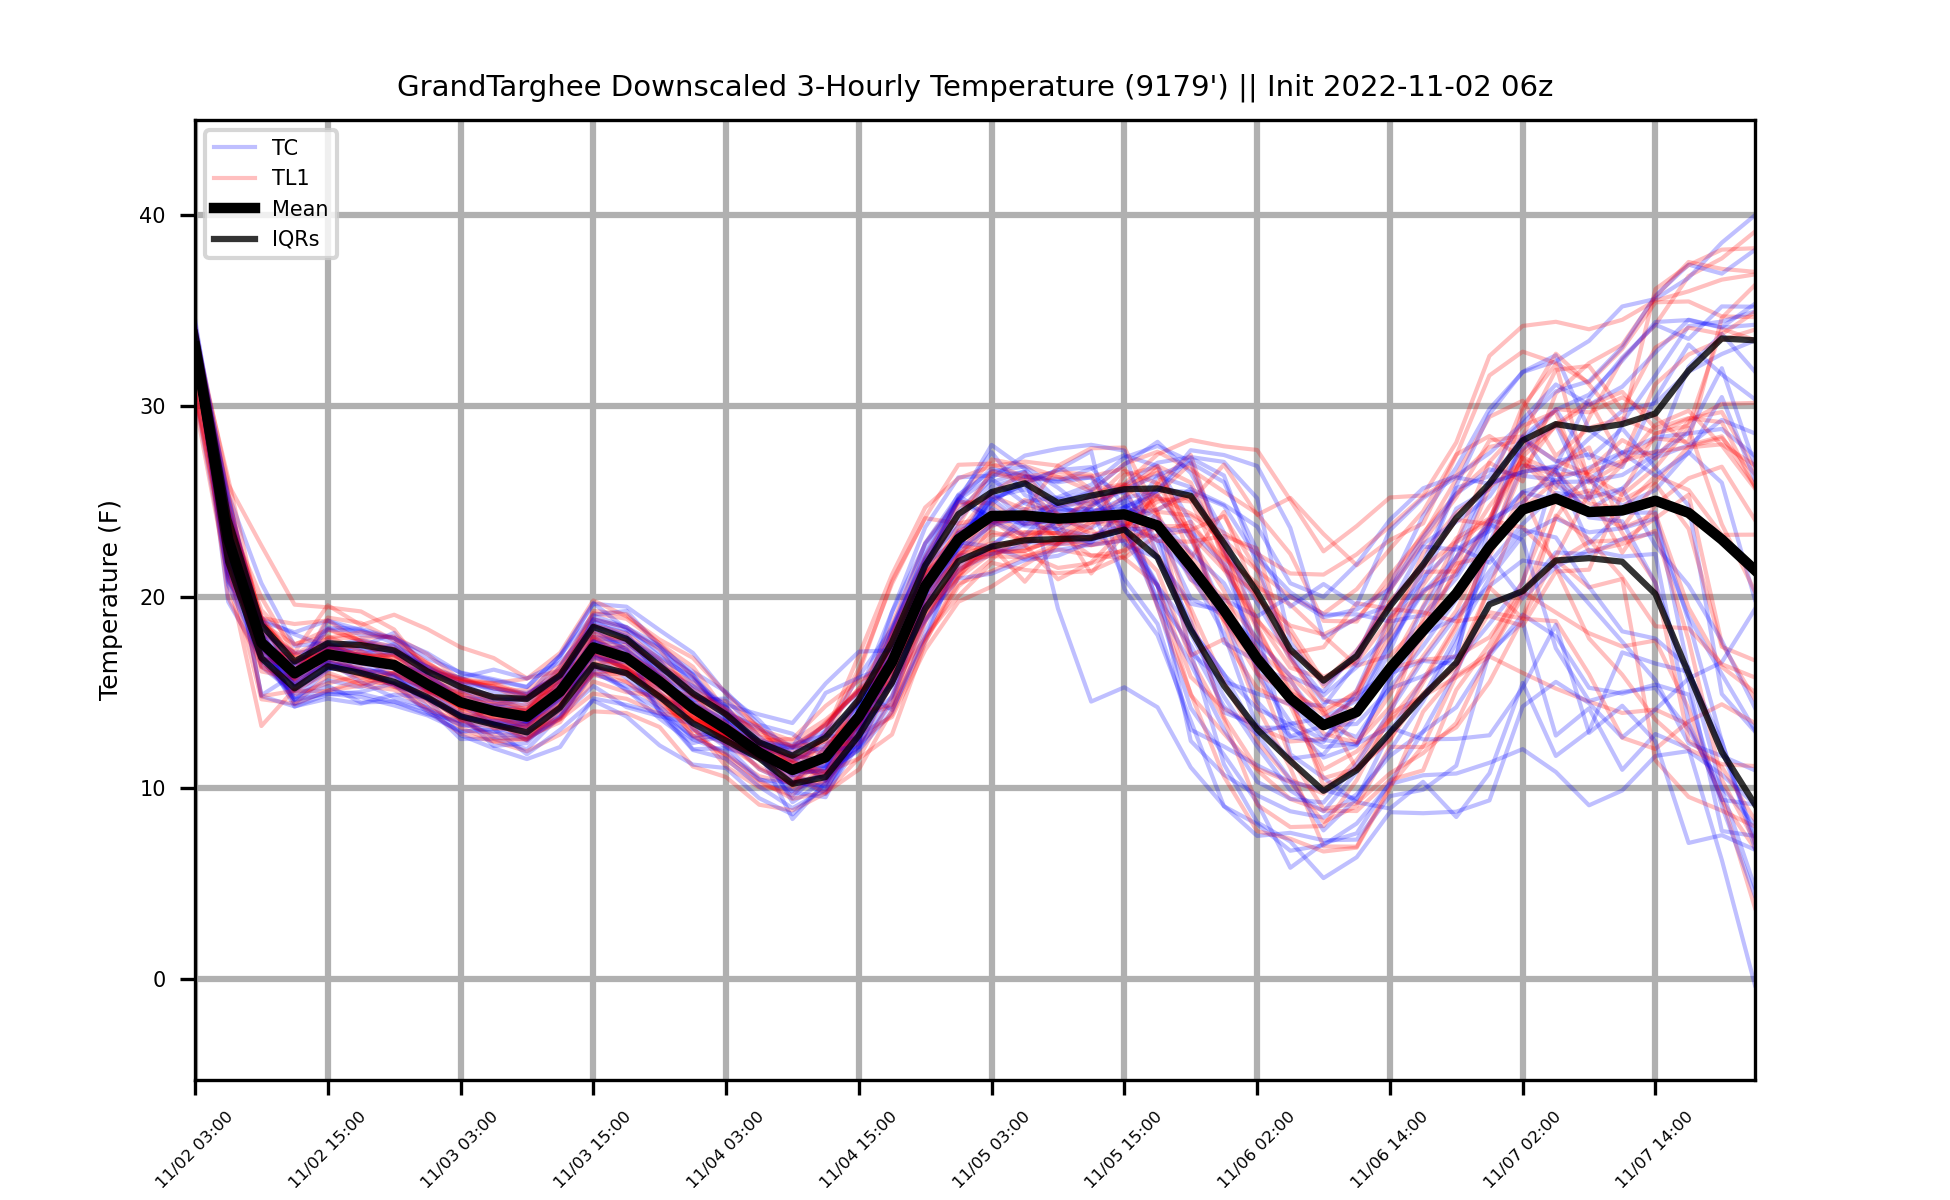 GrandTarghee Downscaled 3-Hourly Temperature (9179') || Init 2022-11-02 06z
TC
TL1
Mean
IQRs
Temperature (F)
40
30
20
10
0
11/02 03:00
11/02 15:00
11/03 03:00
11/03 15:00
11/04 03:00
11/04 15:00
11/05 03:00
11/05 15:00
11/06 02:00
11/06 14:00
11/07 02:00
11/07 14:00